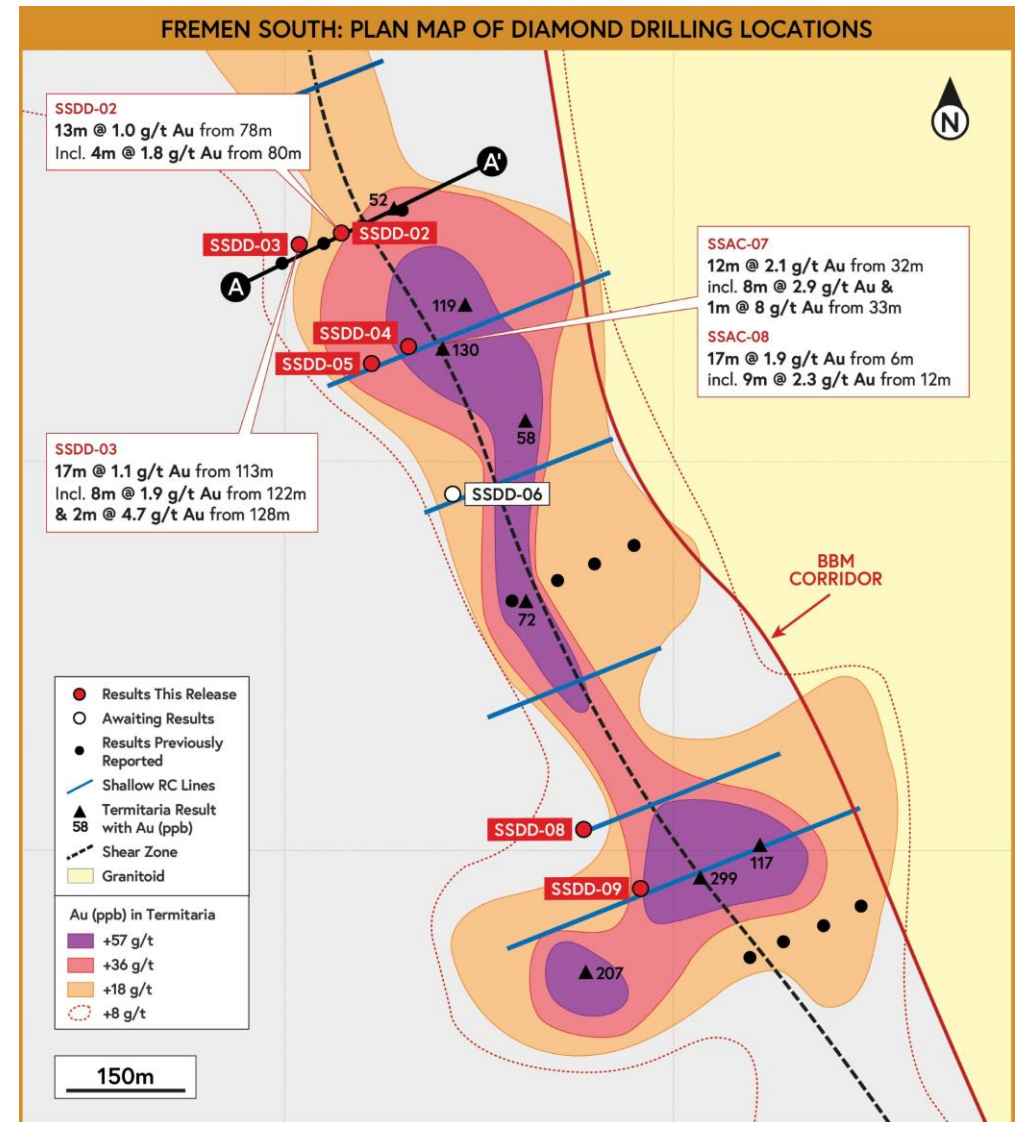 FREMEN SOUTH: PLAN MAP OF DIAMOND DRILLING LOCATIONS
N
SSDD-02
13m @ 1.0 g/t Au from 78m
Incl. 4m @ 1.8 g/t Au from 80m
A'
52
SSDD-02
SSDD-03
A
SSAC-07
12m @ 2.1 g/t Au from 32m
incl. 8m @ 2.9 g/t Au &
1m @ 8 g/t Au from 33m
SSAC-08
17m @ 1.9 g/t Au from 6m
incl. 9m @ 2.3 g/t Au from 12m
119
SSDD-04
130
SSDD-05
58
SSDD-03
17m @ 1.1 g/t Au from 113m
Incl. 8m @ 1.9 g/t Au from 122m
& 2m @ 4.7 g/t Au from 128m
SSDD-06
BBM
CORRIDOR
72
Results This Release
Awaiting Results
Results Previously
Reported
Shallow RC Lines
Termitaria Result
with Au (ppb)
58
Shear Zone
Granitoid
Au (ppb) in Termitaria
+57 g/t
+36 g/t
+18 g/t
+8 g/t
150m
SSDD-08
117
SSDD-09
299
207